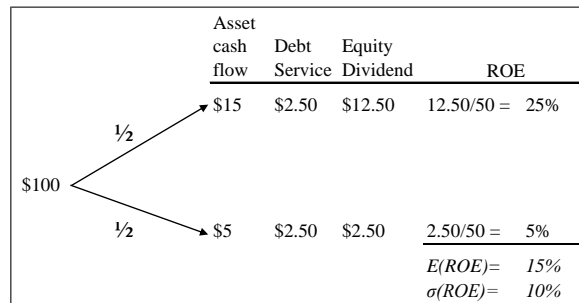 Asset
cash Debt Equity
flow Service Dividend ROE
$15 $2.50 $12.50 12.50/50 = 25%
½
$100
½
$5 $2.50 $2.50 2.50/50 = 5%
E(ROE)= 15%
σ(ROE)= 10%